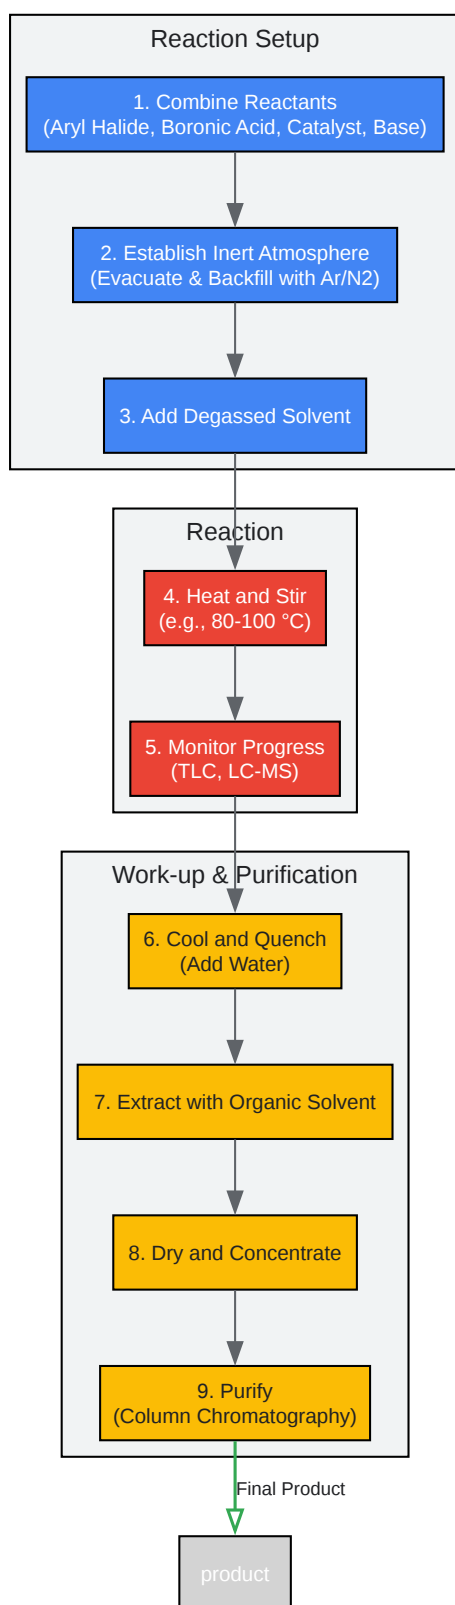 Reaction Setup
1. Combine Reactants
(Aryl Halide, Boronic Acid, Catalyst, Base)
2. Establish Inert Atmosphere
(Evacuate & Backfill with Ar/N2)
3. Add Degassed Solvent
Reaction
4. Heat and Stir
(e.g., 80-100 °C)
5. Monitor Progress
(TLC, LC-MS)
Work-up & Purification
6. Cool and Quench
(Add Water)
7. Extract with Organic Solvent
8. Dry and Concentrate
9. Purify
(Column Chromatography)
Final Product
product